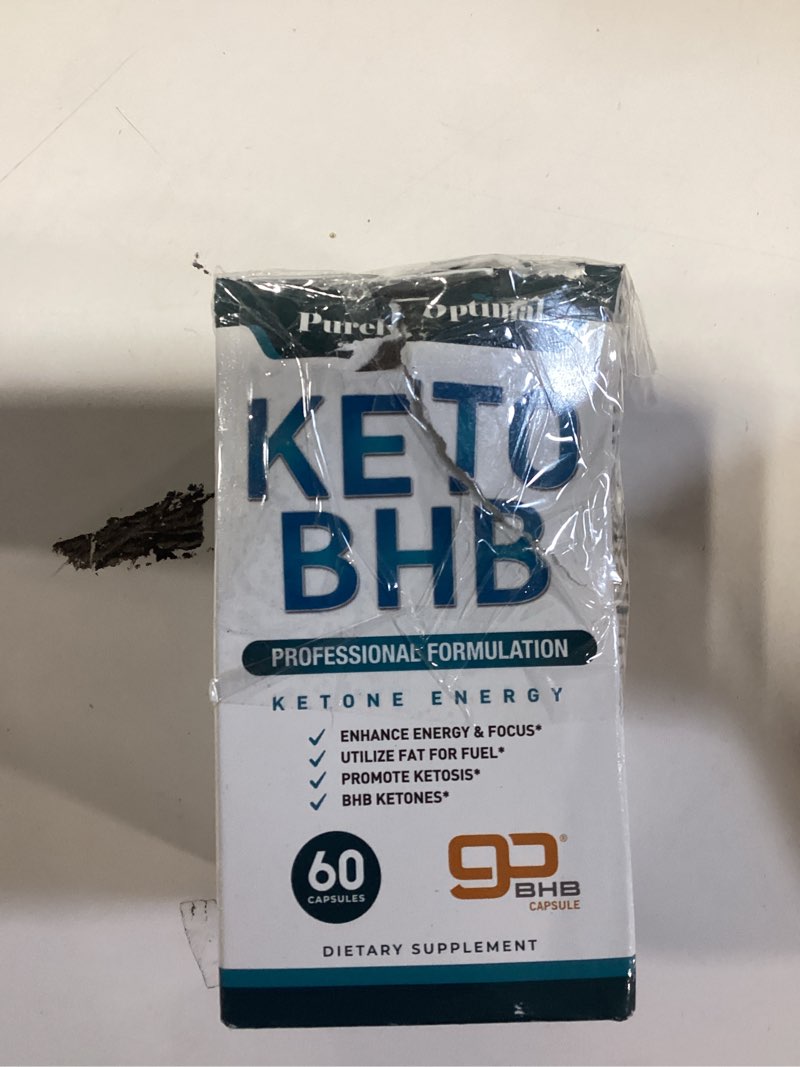 Purely Optimal
KETO
BHB
PROFESSIONAL FORMULATION
KETONE ENERGY
ENHANCE ENERGY & FOCUS*
UTILIZE FAT FOR FUEL*
PROMOTE KETOSIS*
BHB KETONES*
60
CAPSULES
go®
BHB
CAPSULE
DIETARY SUPPLEMENT